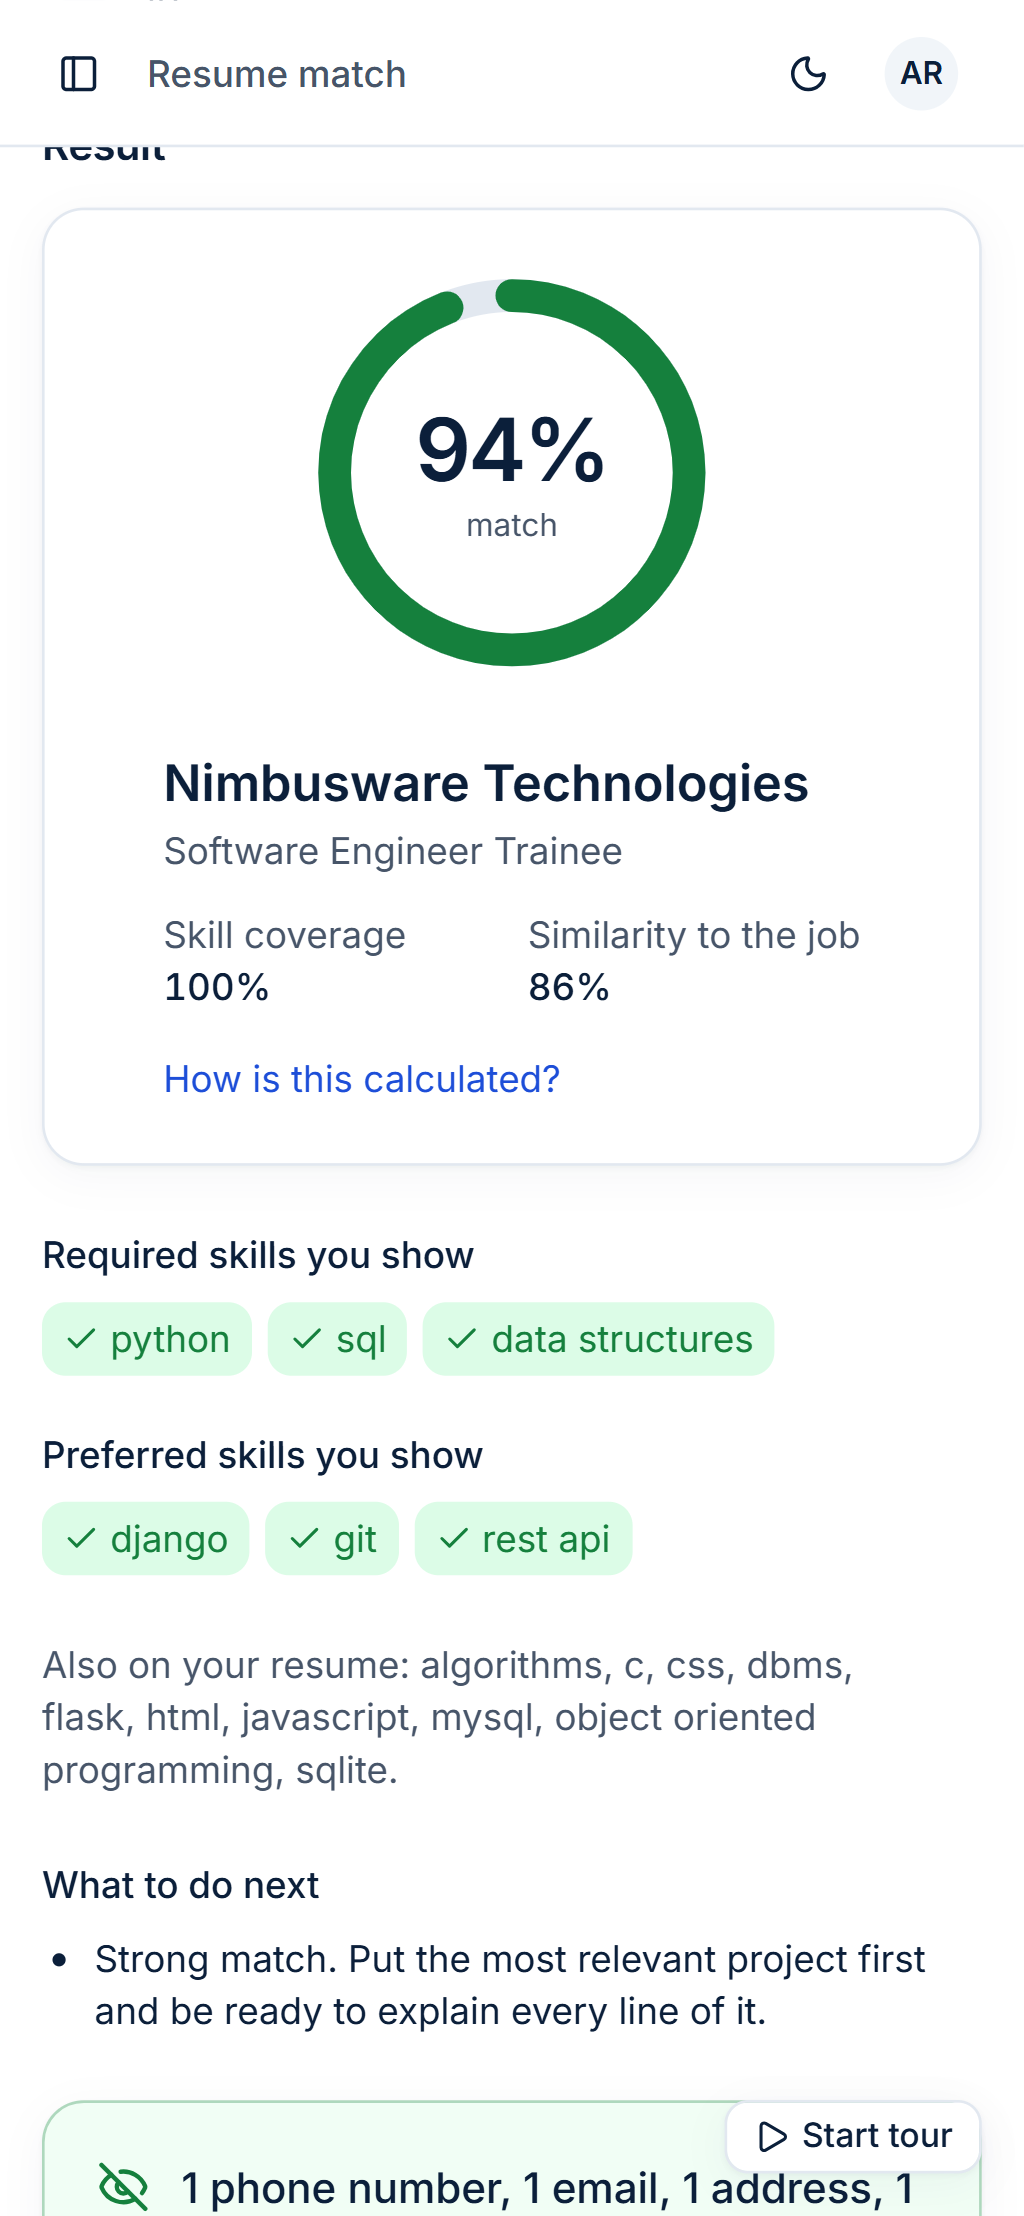 Resume match
AR
Result
94%
match
Nimbusware Technologies
Software Engineer Trainee
Skill coverage
100%
Similarity to the job
86%
How is this calculated?
Required skills you show
python
sql
data structures
Preferred skills you show
django
git
rest api
Also on your resume: algorithms, c, css, dbms,
flask, html, javascript, mysql, object oriented
programming, sqlite.
What to do next
• Strong match. Put the most relevant project first
and be ready to explain every line of it.
Start tour
1 phone number, 1 email, 1 address, 1